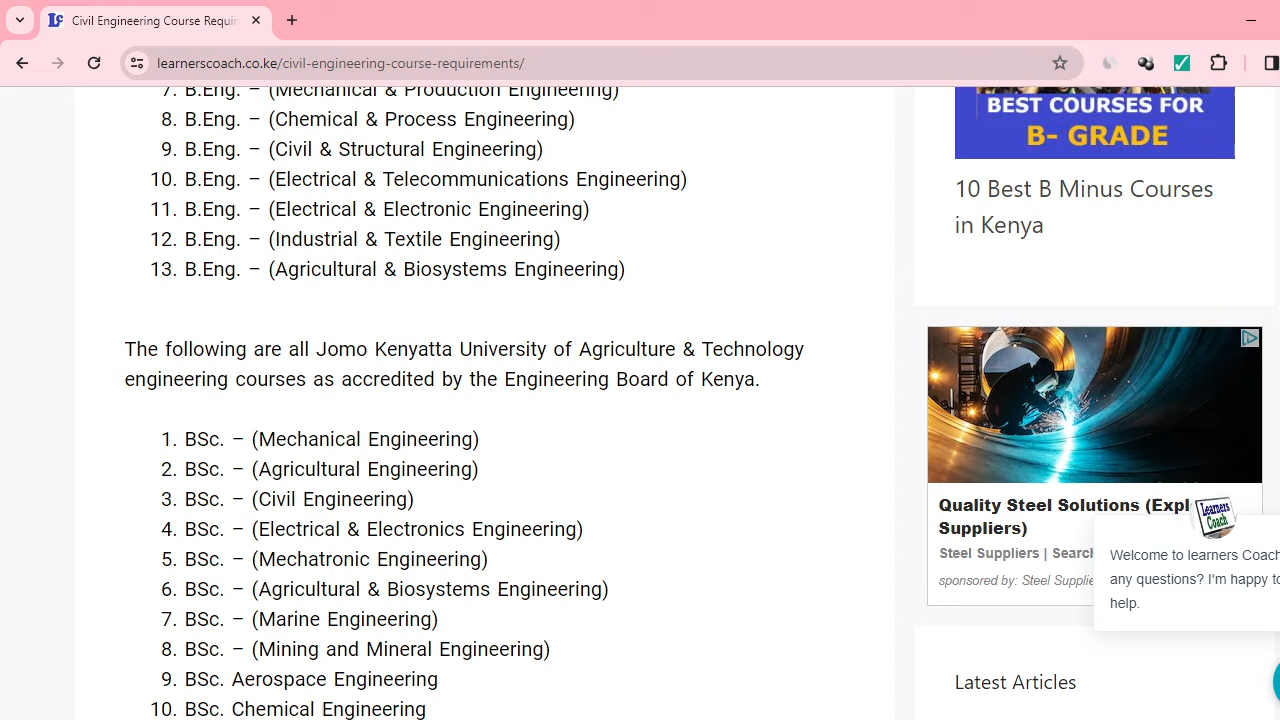 Civil Engineering Course Requir
learnerscoach.co.ke/civil-engineering-course-requirements/
7. B.Eng. – (Mechanical & Production Engineering)
8. B.Eng. – (Chemical & Process Engineering)
9. B.Eng. – (Civil & Structural Engineering)
10. B.Eng. – (Electrical & Telecommunications Engineering)
11. B.Eng. – (Electrical & Electronic Engineering)
12. B.Eng. – (Industrial & Textile Engineering)
13. B.Eng. – (Agricultural & Biosystems Engineering)
The following are all Jomo Kenyatta University of Agriculture & Technology
engineering courses as accredited by the Engineering Board of Kenya.
1. BSc. – (Mechanical Engineering)
2. BSc. – (Agricultural Engineering)
3. BSc. – (Civil Engineering)
4. BSc. – (Electrical & Electronics Engineering)
5. BSc. – (Mechatronic Engineering)
6. BSc. – (Agricultural & Biosystems Engineering)
7. BSc. – (Marine Engineering)
8. BSc. – (Mining and Mineral Engineering)
9. BSc. Aerospace Engineering
10. BSc. Chemical Engineering
BEST COURSES FOR
B- GRADE
10 Best B Minus Courses
in Kenya
Quality Steel Solutions (Expl
Suppliers)
Steel Suppliers | Search
sponsored by: Steel Supplie
Learners
Coach
Welcome to learners Coach
any questions? I'm happy to
help.
Latest Articles